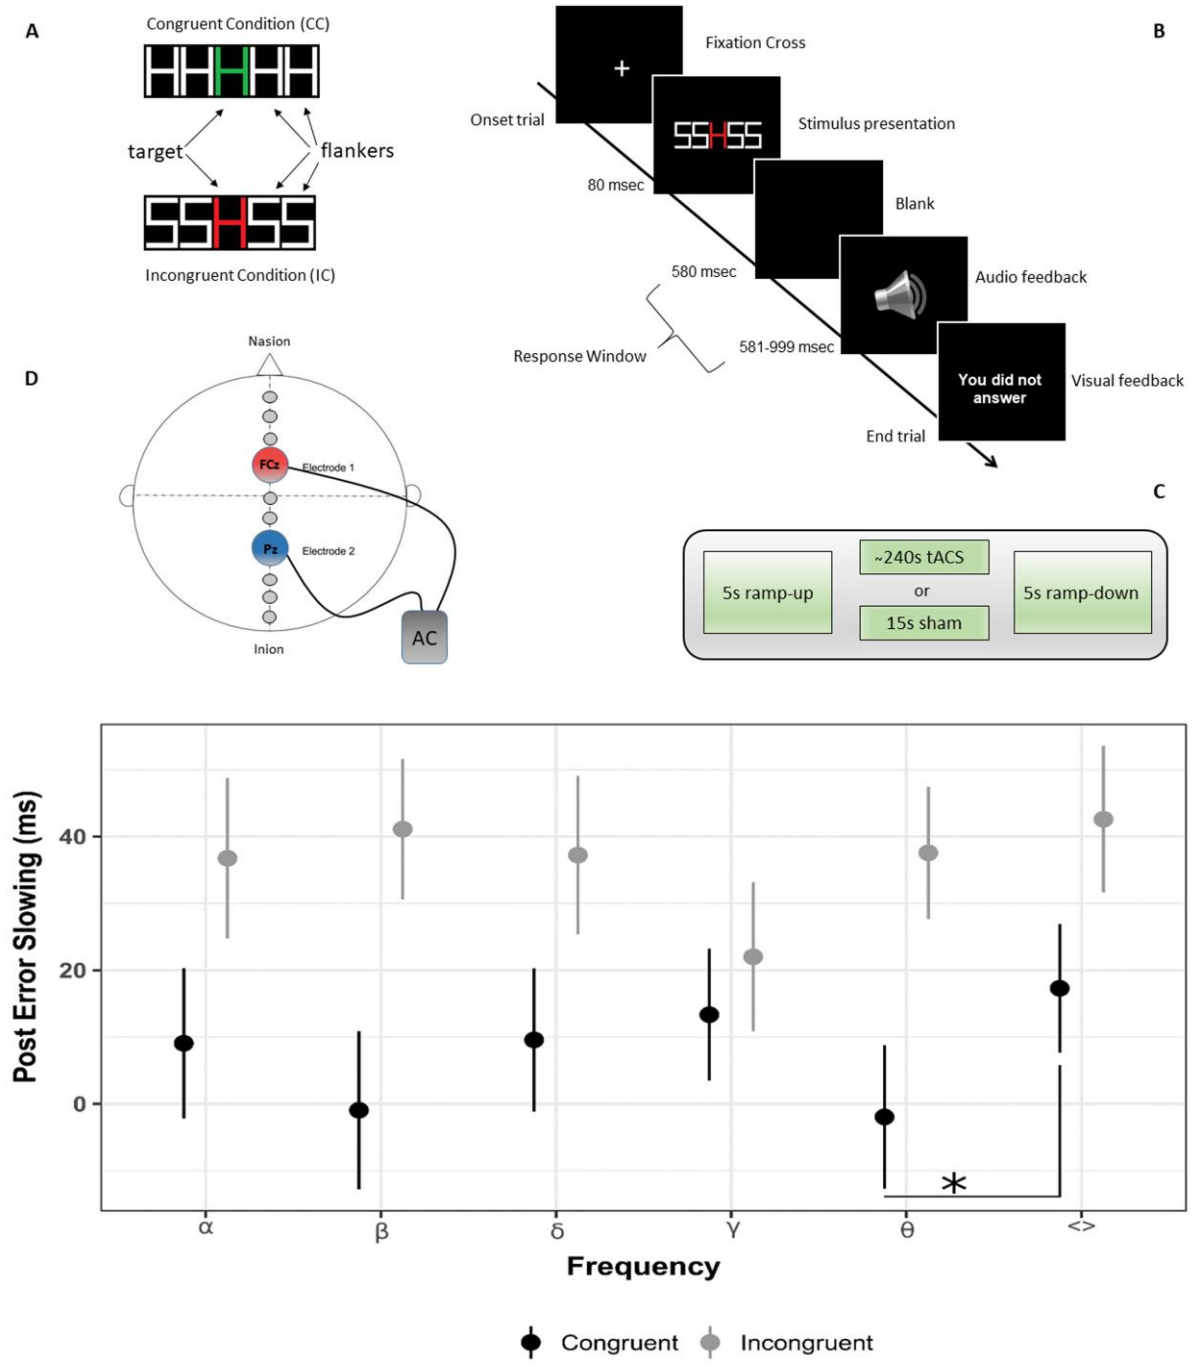 A
Congruent Condition (CC)
HHHHH
target
flankers
SSHSS
Incongruent Condition (IC)
B
Fixation Cross
+
Onset trial
SSHSS
Stimulus presentation
80 msec
Blank
580 msec
Audio feedback
Response Window
581-999 msec
You did not
answer
Visual feedback
End trial
D
Nasion
FCz
Electrode 1
Pz
Electrode 2
AC
Inion
C
5s ramp-up
~240s tACS
or
15s sham
5s ramp-down
Post Error Slowing (ms)
40
20
0
*
α
β
δ
γ
θ
<>
Frequency
Congruent
Incongruent